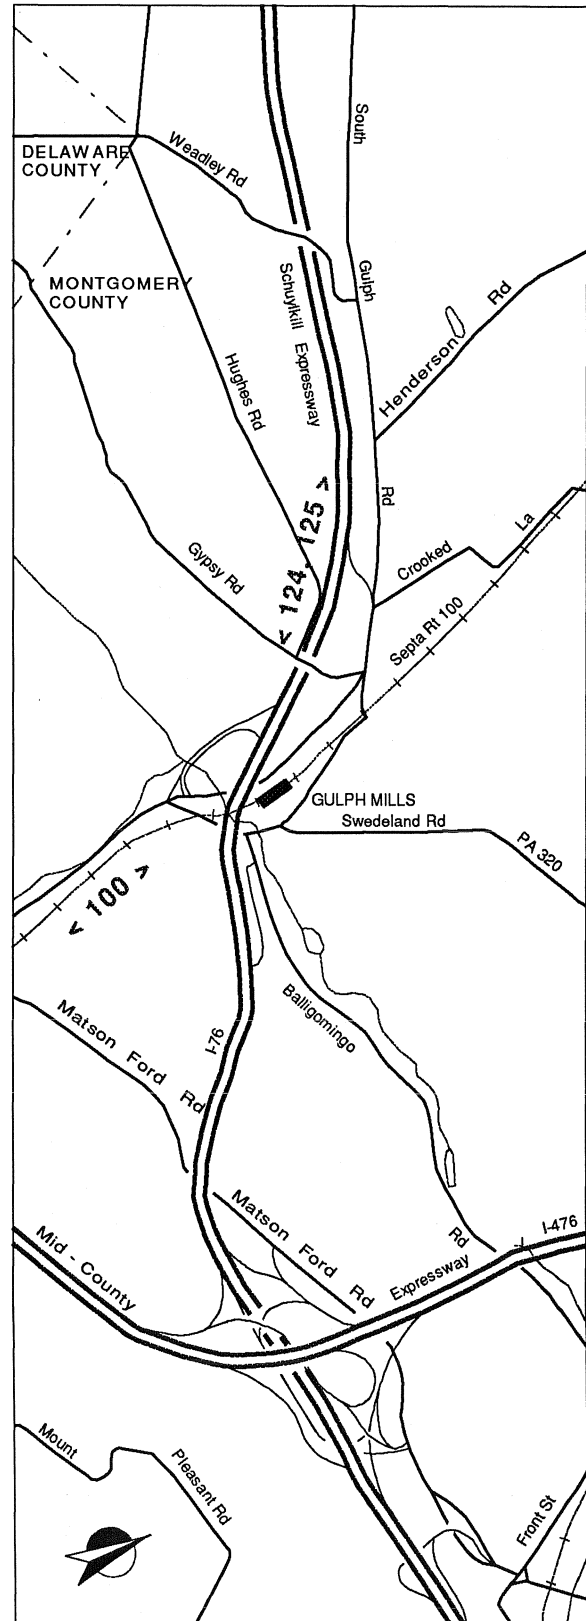 South
Weadley Rd
DELAWARE
COUNTY
Gulph
MONTGOMERY
COUNTY
Schuylkill Expressway
Henderson Rd
Hughes Rd
Rd
< 124, 125 >
Crooked La
Gypsy Rd
Septa Rt 100
GULPH MILLS
Swedeland Rd
PA 320
< 100 >
Balligomingo
I-76
Matson Ford Rd
Matson Ford Rd
Rd
I-476
Mid - County
Expressway
Mount
Pleasant Rd
Front St